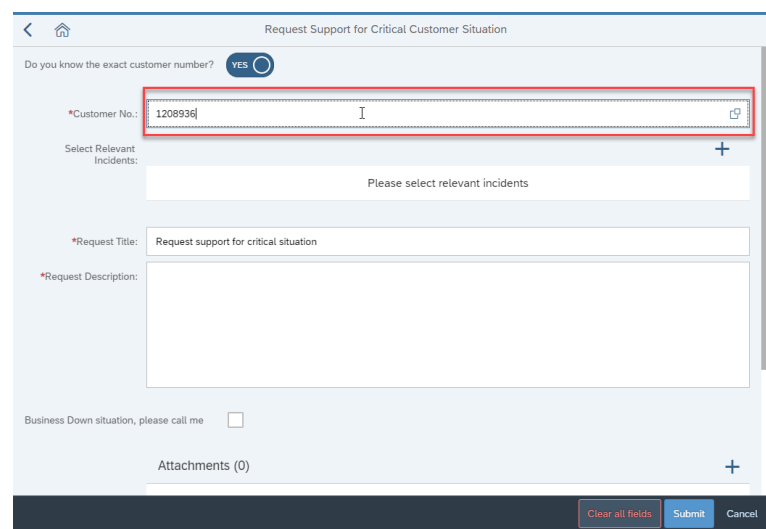 Request Support for Critical Customer Situation
Do you know the exact customer number? YES
*Customer No.: 1208936
Select Relevant
Incidents:
Please select relevant incidents
*Request Title: Request support for critical situation
*Request Description:
Business Down situation, please call me
Attachments (0)
Clear all fields Submit Cancel